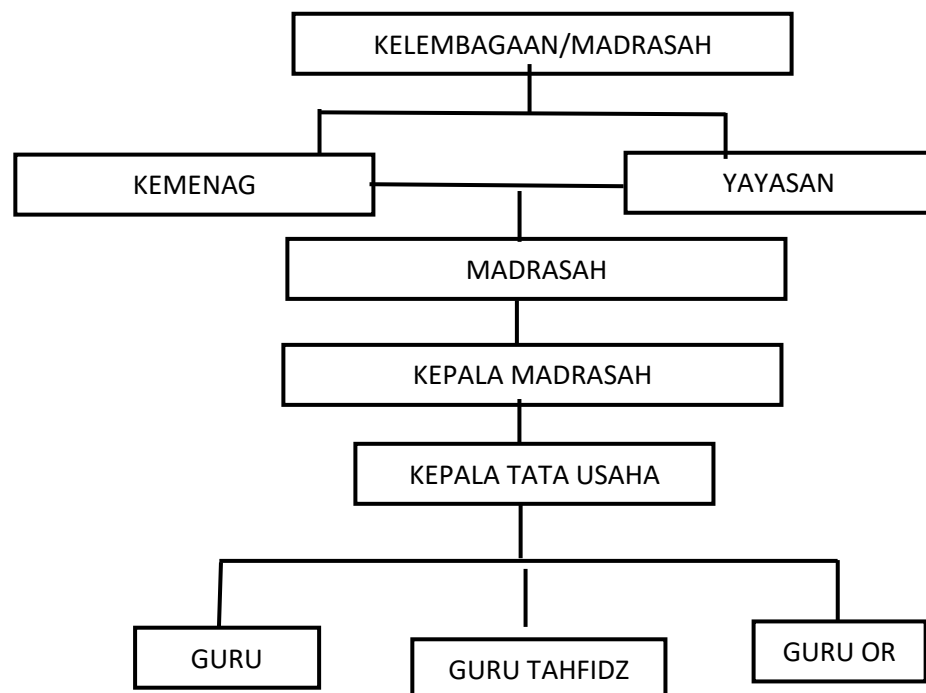 KELEMBAGAAN/MADRASAH
KEMENAG
YAYASAN
MADRASAH
KEPALA MADRASAH
KEPALA TATA USAHA
GURU
GURU TAHFIDZ
GURU OR